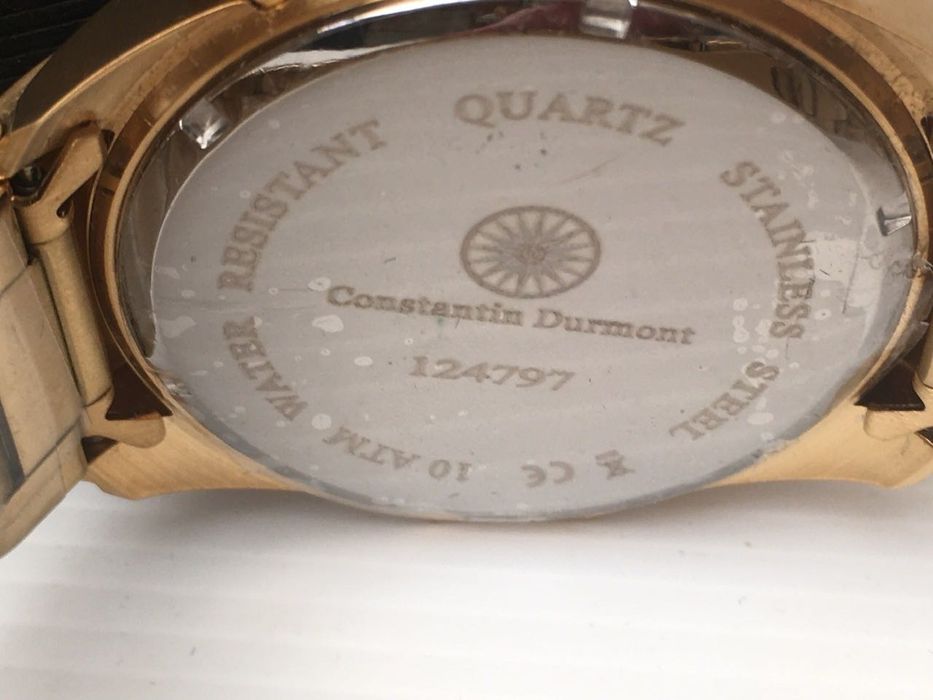 QUARTZ
STAINLESS STEEL
10 ATM WATER RESISTANT
Constantin Durmont
124797
CE